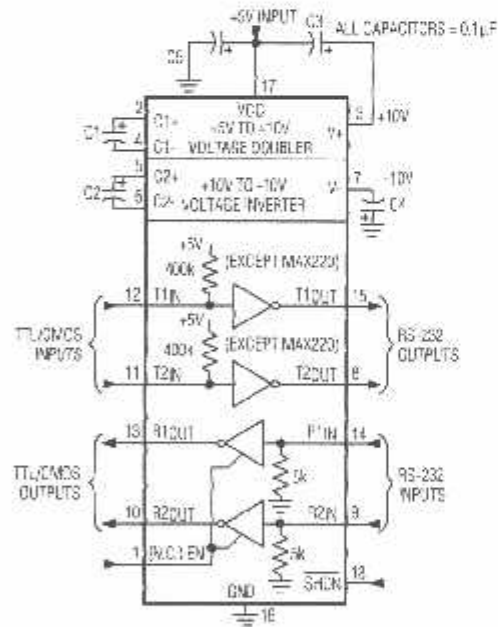 +5V INPUT
C3
ALL CAPACITORS = 0.1µF
C5
17
2
VCC
3
C1+
+5V TO +10V
V+
+10V
C1
4
C1-
VOLTAGE DOUBLER
5
C2+
+10V TO -10V
V-
7
-10V
C2
6
C2-
VOLTAGE INVERTER
C4
+5V
400k
(EXCEPT MAX220)
12
T1IN
T1OUT
15
TTL/CMOS
INPUTS
+5V
400k
(EXCEPT MAX220)
RS-232
OUTPUTS
11
T2IN
T2OUT
8
13
R1OUT
R1IN
14
TTL/CMOS
OUTPUTS
5k
RS-232
INPUTS
10
R2OUT
R2IN
9
1
5k
GND
SHDN
18
16